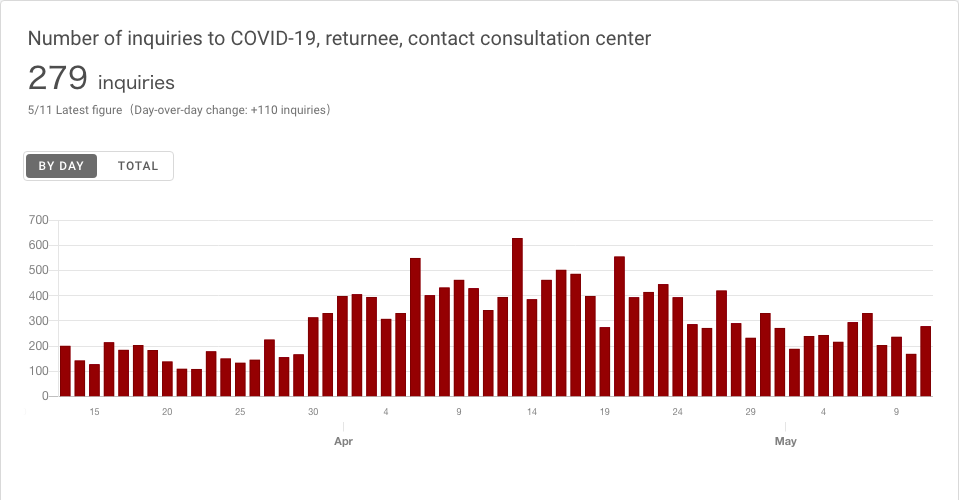 Number of inquiries to COVID-19, returnee, contact consultation center
279 inquiries
5/11 Latest figure（Day-over-day change: +110 inquiries）
BY DAY TOTAL
700
600
500
400
300
200
100
0
15 20 25 30 4 9 14 19 24 29 4 9
Apr May